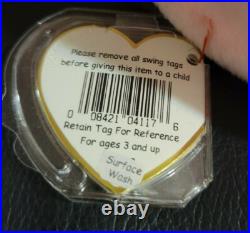 Please remove all swing tags
before giving this item to a child
0 08421 04117 6
Retain Tag For Reference
For ages 3 and up
Surface
Wash